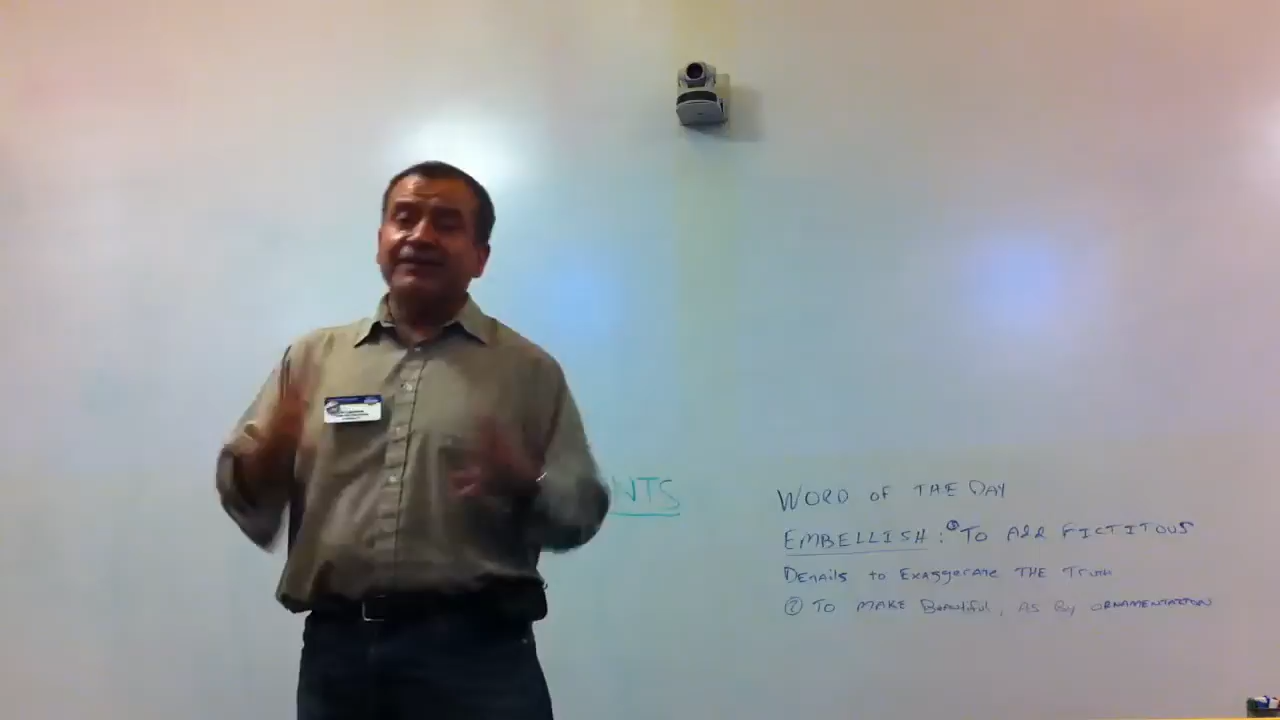 NTS
WORD OF THE DAY
EMBELLISH : ① TO ADD FICTITOUS
DETAILS TO EXAGGERATE THE TRUTH
② TO MAKE BEAUTIFUL, AS BY ORNAMENTATION